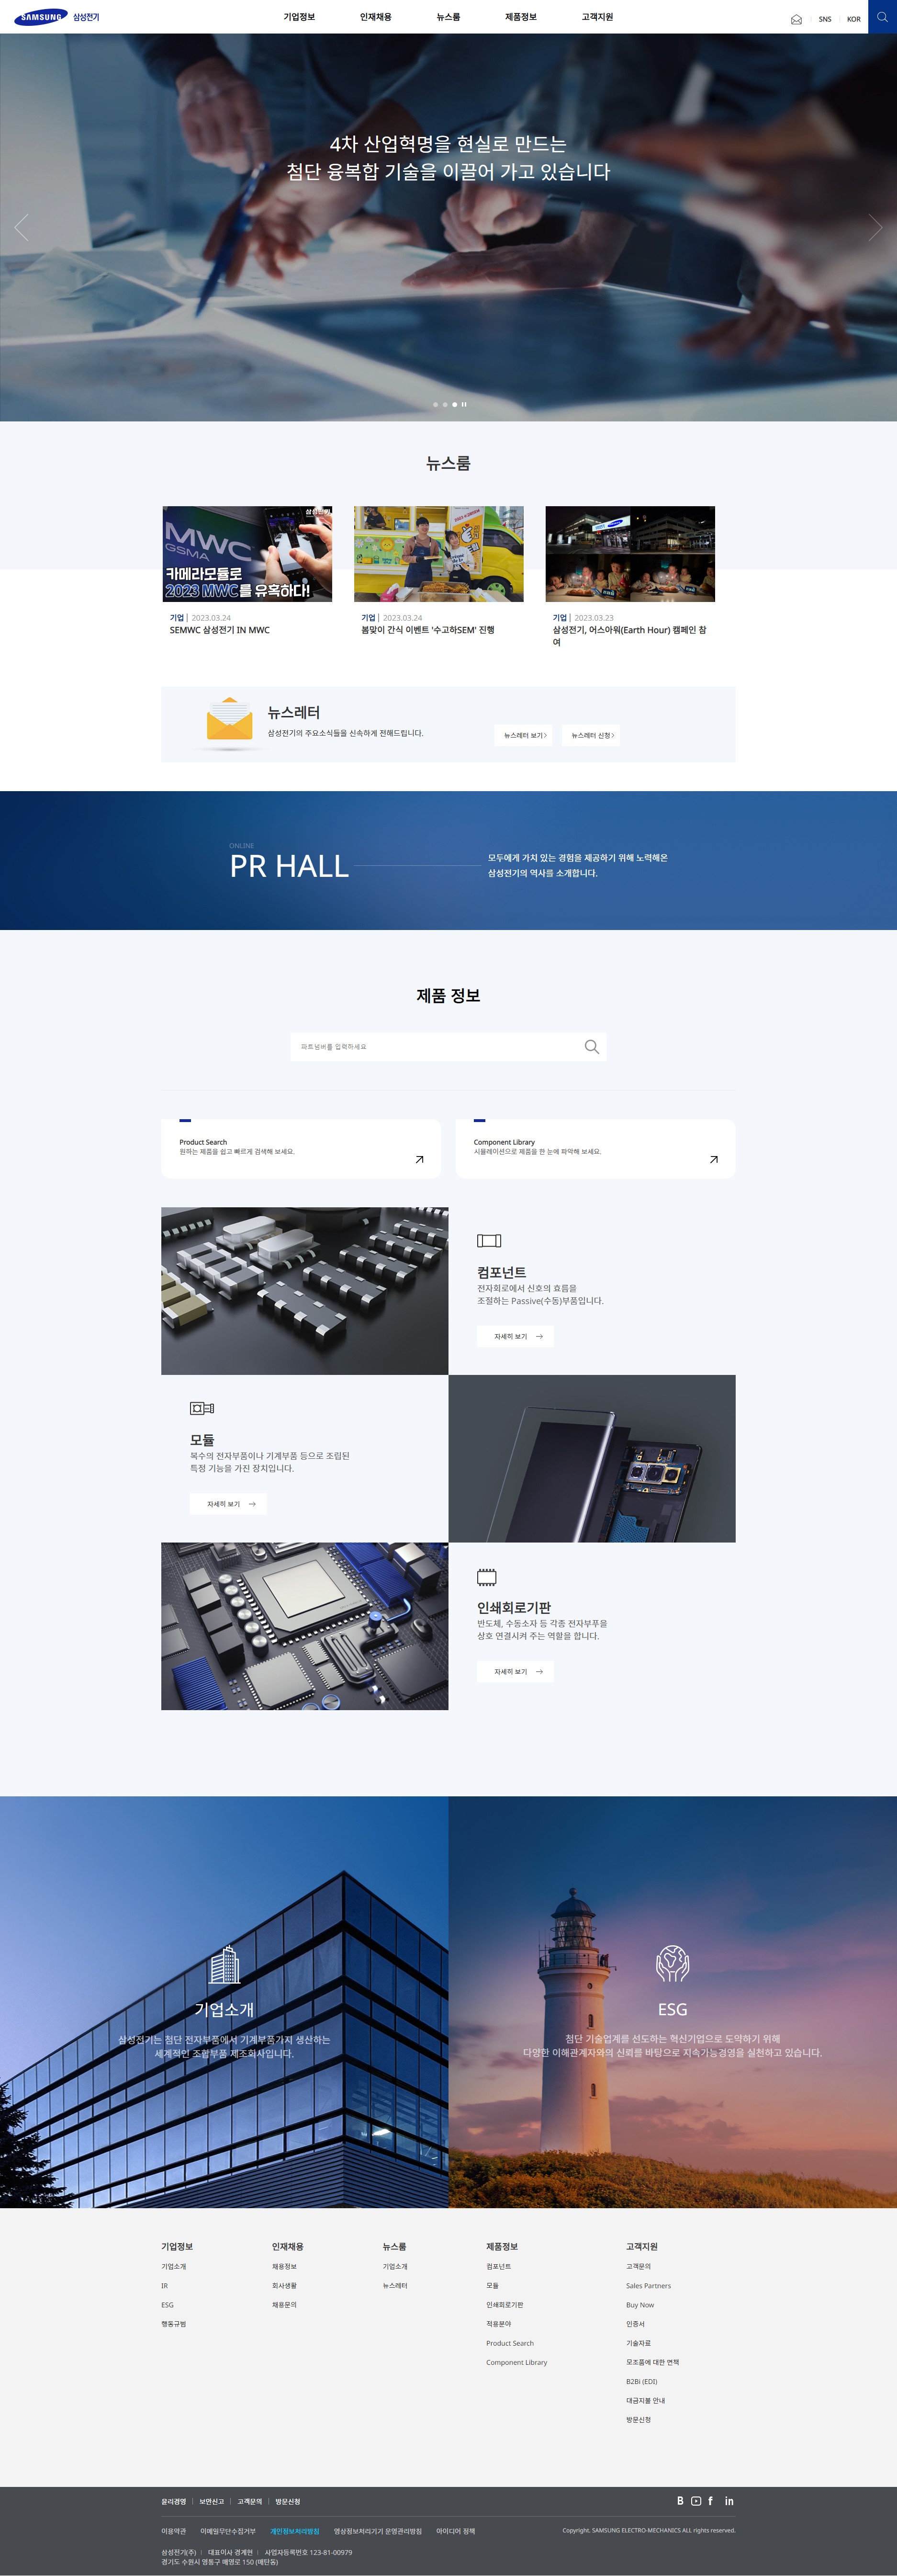 SAMSUNG 삼성전기
기업정보 인재채용 뉴스룸 제품정보 고객지원
SNS KOR
4차 산업혁명을 현실로 만드는
첨단 융복합 기술을 이끌어 가고 있습니다
뉴스룸
삼성전기
MWC
GSMA
카메라모듈로
2023 MWC를 유혹하다!
기업 | 2023.03.24
SEMWC 삼성전기 IN MWC
기업 | 2023.03.24
봄맞이 간식 이벤트 '수고하SEM' 진행
SAMSUNG
기업 | 2023.03.23
삼성전기, 어스아워(Earth Hour) 캠페인 참
여
뉴스레터
삼성전기의 주요소식들을 신속하게 전해드립니다.
뉴스레터 보기
뉴스레터 신청
ONLINE
PR HALL
모두에게 가치 있는 경험을 제공하기 위해 노력해온
삼성전기의 역사를 소개합니다.
제품 정보
파트넘버를 입력하세요
Product Search
원하는 제품을 쉽고 빠르게 검색해 보세요.
Component Library
시뮬레이션으로 제품을 한 눈에 파악해 보세요.
컴포넌트
전자회로에서 신호의 흐름을
조절하는 Passive(수동)부품입니다.
자세히 보기
모듈
복수의 전자부품이나 기계부품 등으로 조립된
특정 기능을 가진 장치입니다.
자세히 보기
인쇄회로기판
반도체, 수동소자 등 각종 전자부푸을
상호 연결시켜 주는 역할을 합니다.
자세히 보기
기업소개
삼성전기는 첨단 전자부품에서 기계부품가지 생산하는
세계적인 조합부품 제조회사입니다.
ESG
첨단 기술업계를 선도하는 혁신기업으로 도약하기 위해
다양한 이해관계자와의 신뢰를 바탕으로 지속가능경영을 실천하고 있습니다.
기업정보
기업소개
IR
ESG
행동규범
인재채용
채용정보
회사생활
채용문의
뉴스룸
기업소개
뉴스레터
제품정보
컴포넌트
모듈
인쇄회로기판
적용분야
Product Search
Component Library
고객지원
고객문의
Sales Partners
Buy Now
인증서
기술자료
모조품에 대한 면책
B2Bi (EDI)
대금지불 안내
방문신청
윤리경영 | 보안신고 | 고객문의 | 방문신청
이용약관 이메일무단수집거부 개인정보처리방침 영상정보처리기기 운영관리방침 아이디어 정책
Copyright. SAMSUNG ELECTRO-MECHANICS ALL rights reserved.
삼성전기(주) | 대표미사 경계현 | 사업자등록번호 123-81-00979
경기도 수원시 영통구 매영로 150 (매탄동)